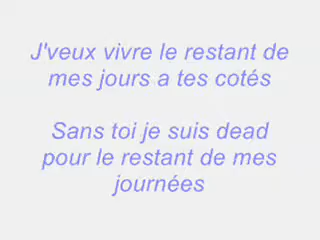 J'veux vivre le restant de
mes jours a tes cotés
Sans toi je suis dead
pour le restant de mes
journées